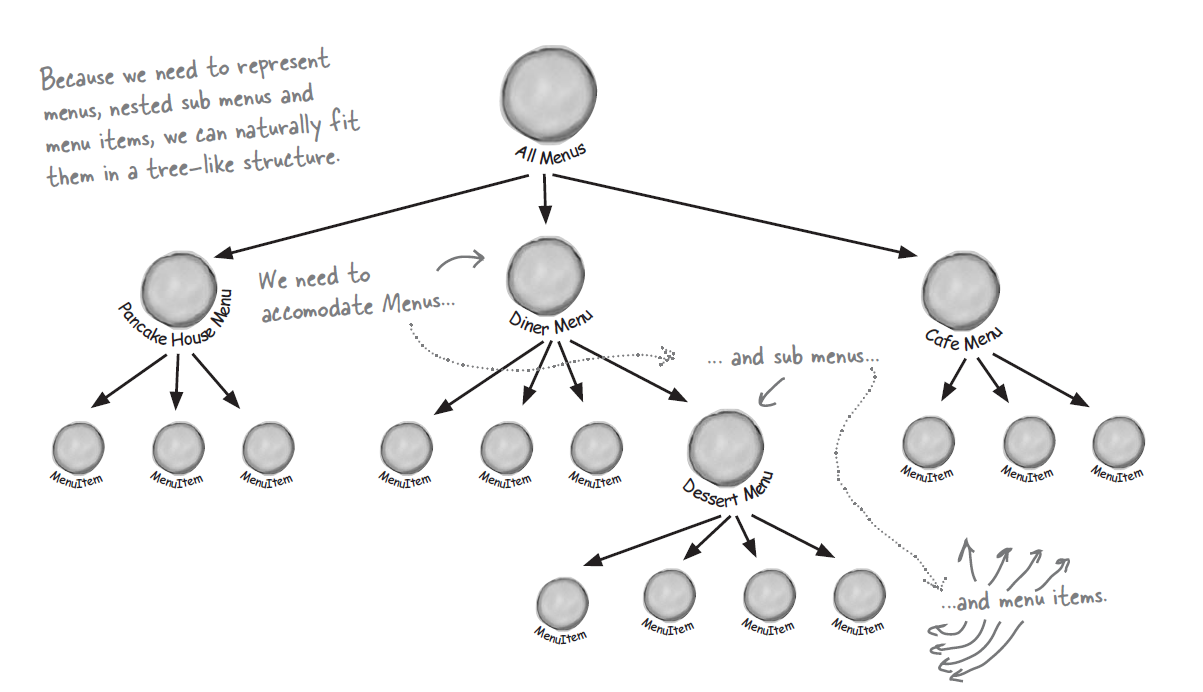 Because we need to represent
menus, nested sub menus and
menu items, we can naturally fit
them in a tree-like structure.
All Menus
Pancake House Menu
We need to
accomodate Menus...
Diner Menu
... and sub menus...
Cafe Menu
MenuItem
MenuItem
MenuItem
MenuItem
MenuItem
MenuItem
Dessert Menu
MenuItem
MenuItem
MenuItem
MenuItem
MenuItem
MenuItem
MenuItem
...and menu items.